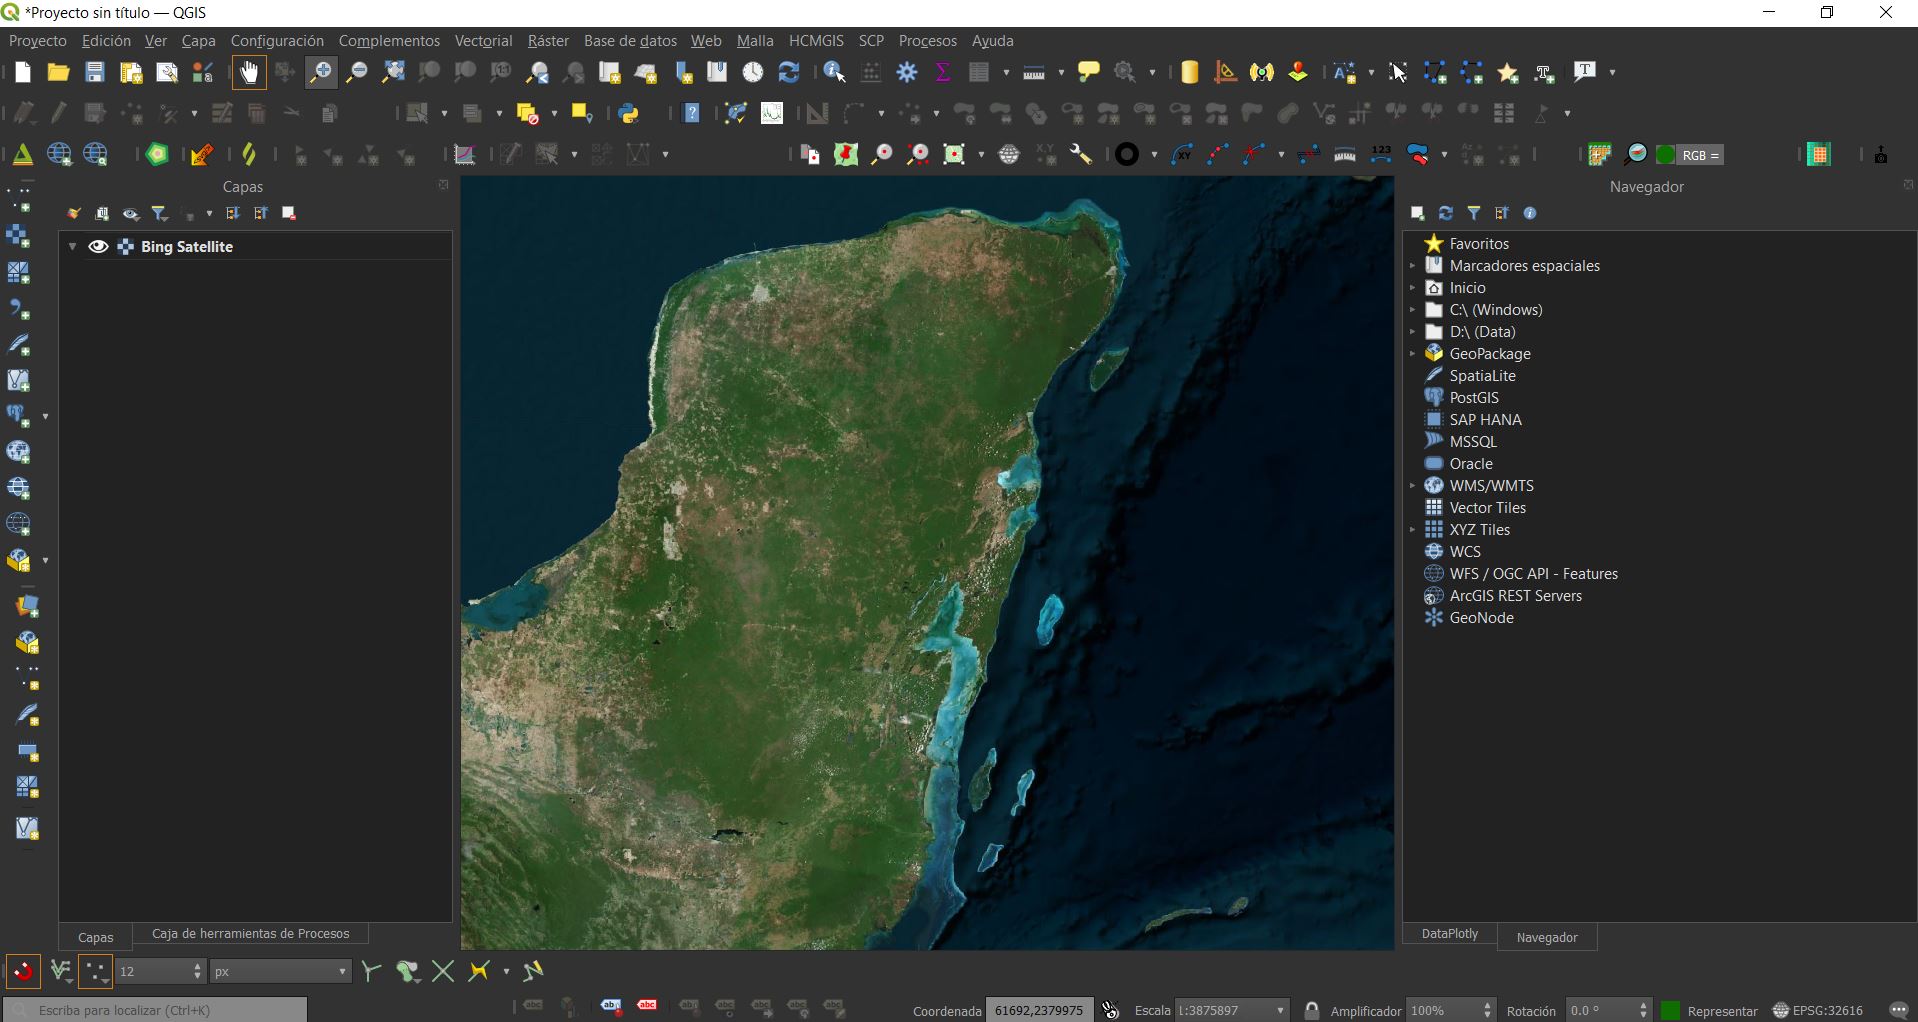 *Proyecto sin título — QGIS
Proyecto Edición Ver Capa Configuración Complementos Vectorial Ráster Base de datos Web Malla HCMGIS SCP Procesos Ayuda
RGB =
Capas
Bing Satellite
Navegador
Favoritos
Marcadores espaciales
Inicio
C:\ (Windows)
D:\ (Data)
GeoPackage
SpatiaLite
PostGIS
SAP HANA
MSSQL
Oracle
WMS/WMTS
Vector Tiles
XYZ Tiles
WCS
WFS / OGC API - Features
ArcGIS REST Servers
GeoNode
Capas Caja de herramientas de Procesos
DataPlotly Navegador
12 px
Escriba para localizar (Ctrl+K) Coordenada 61692,2379975 Escala 1:3875897 Amplificador 100% Rotación 0.0 ° Representar EPSG:32616